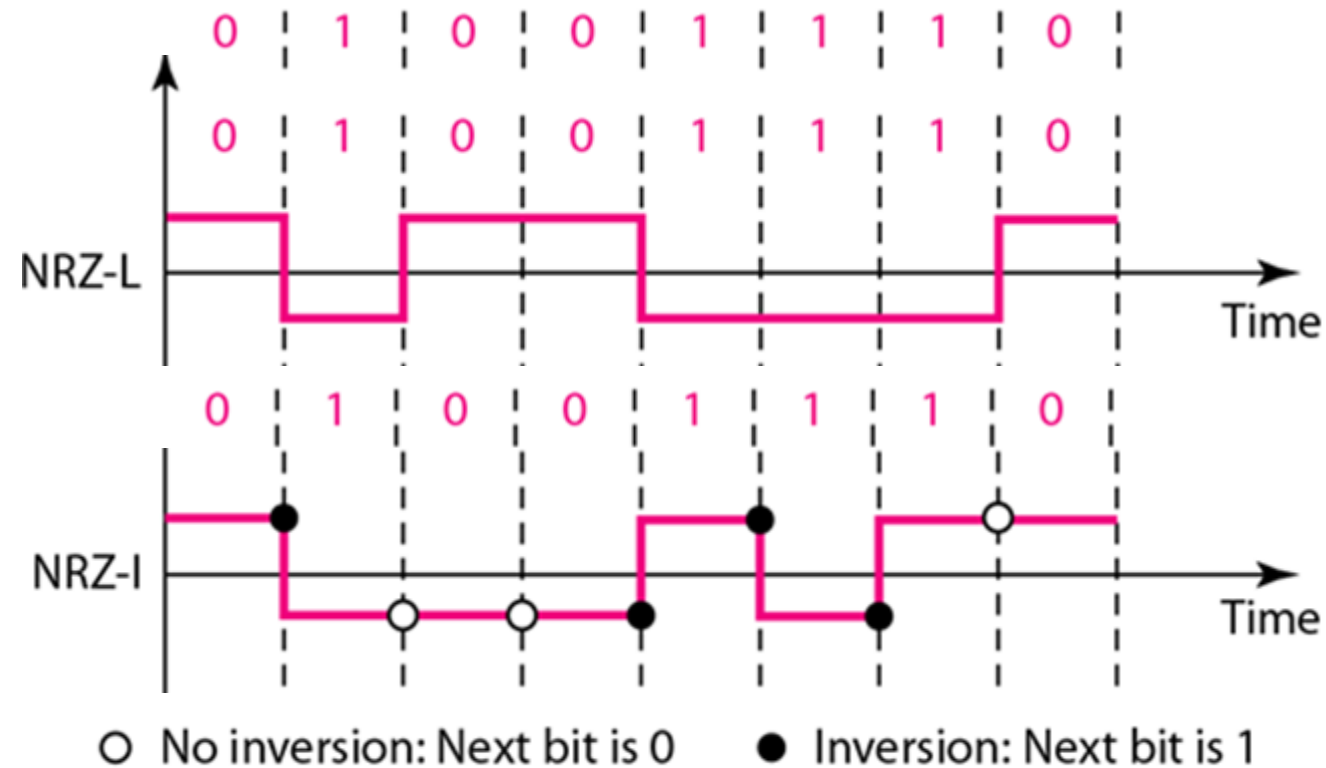 0 1 0 0 1 1 1 0
0 1 0 0 1 1 1 0
NRZ-L
Time
0 1 0 0 1 1 1 0
NRZ-I
Time
No inversion: Next bit is 0
Inversion: Next bit is 1